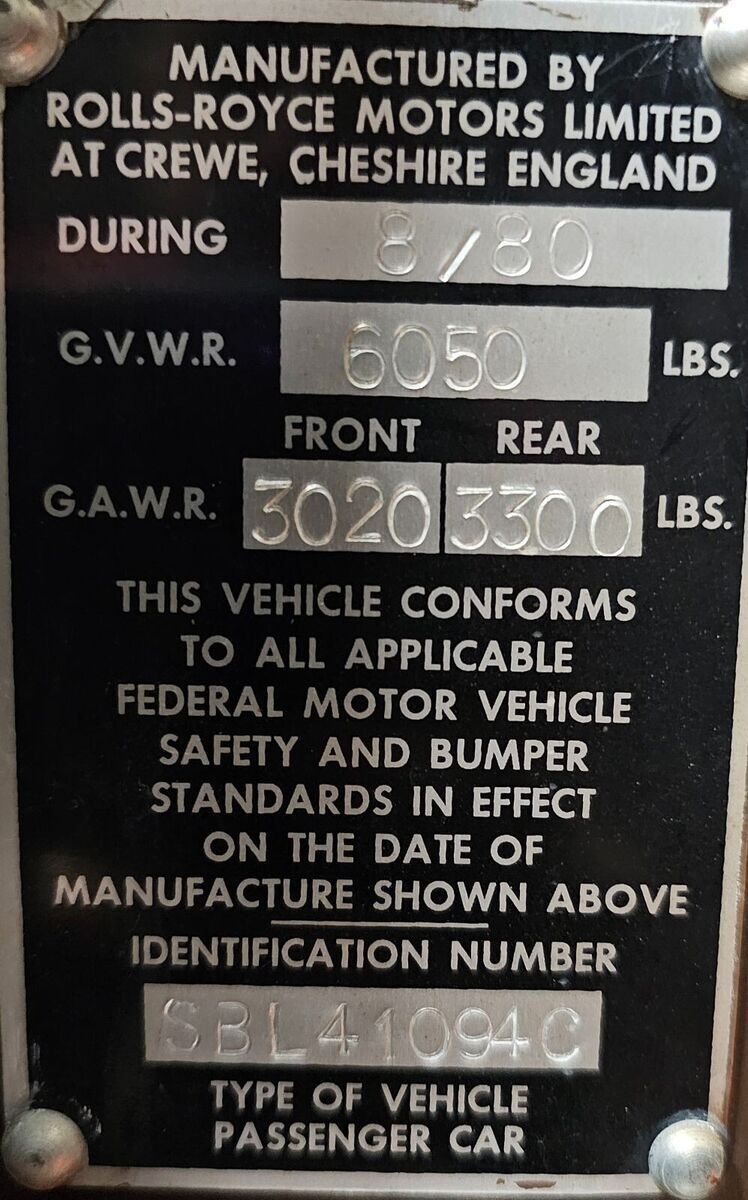 MANUFACTURED BY
ROLLS-ROYCE MOTORS LIMITED
AT CREWE, CHESHIRE ENGLAND
DURING 8/80
G.V.W.R. 6050 LBS.
FRONT REAR
G.A.W.R. 3020 3300 LBS.
THIS VEHICLE CONFORMS
TO ALL APPLICABLE
FEDERAL MOTOR VEHICLE
SAFETY AND BUMPER
STANDARDS IN EFFECT
ON THE DATE OF
MANUFACTURE SHOWN ABOVE
IDENTIFICATION NUMBER
SBL41094C
TYPE OF VEHICLE
PASSENGER CAR